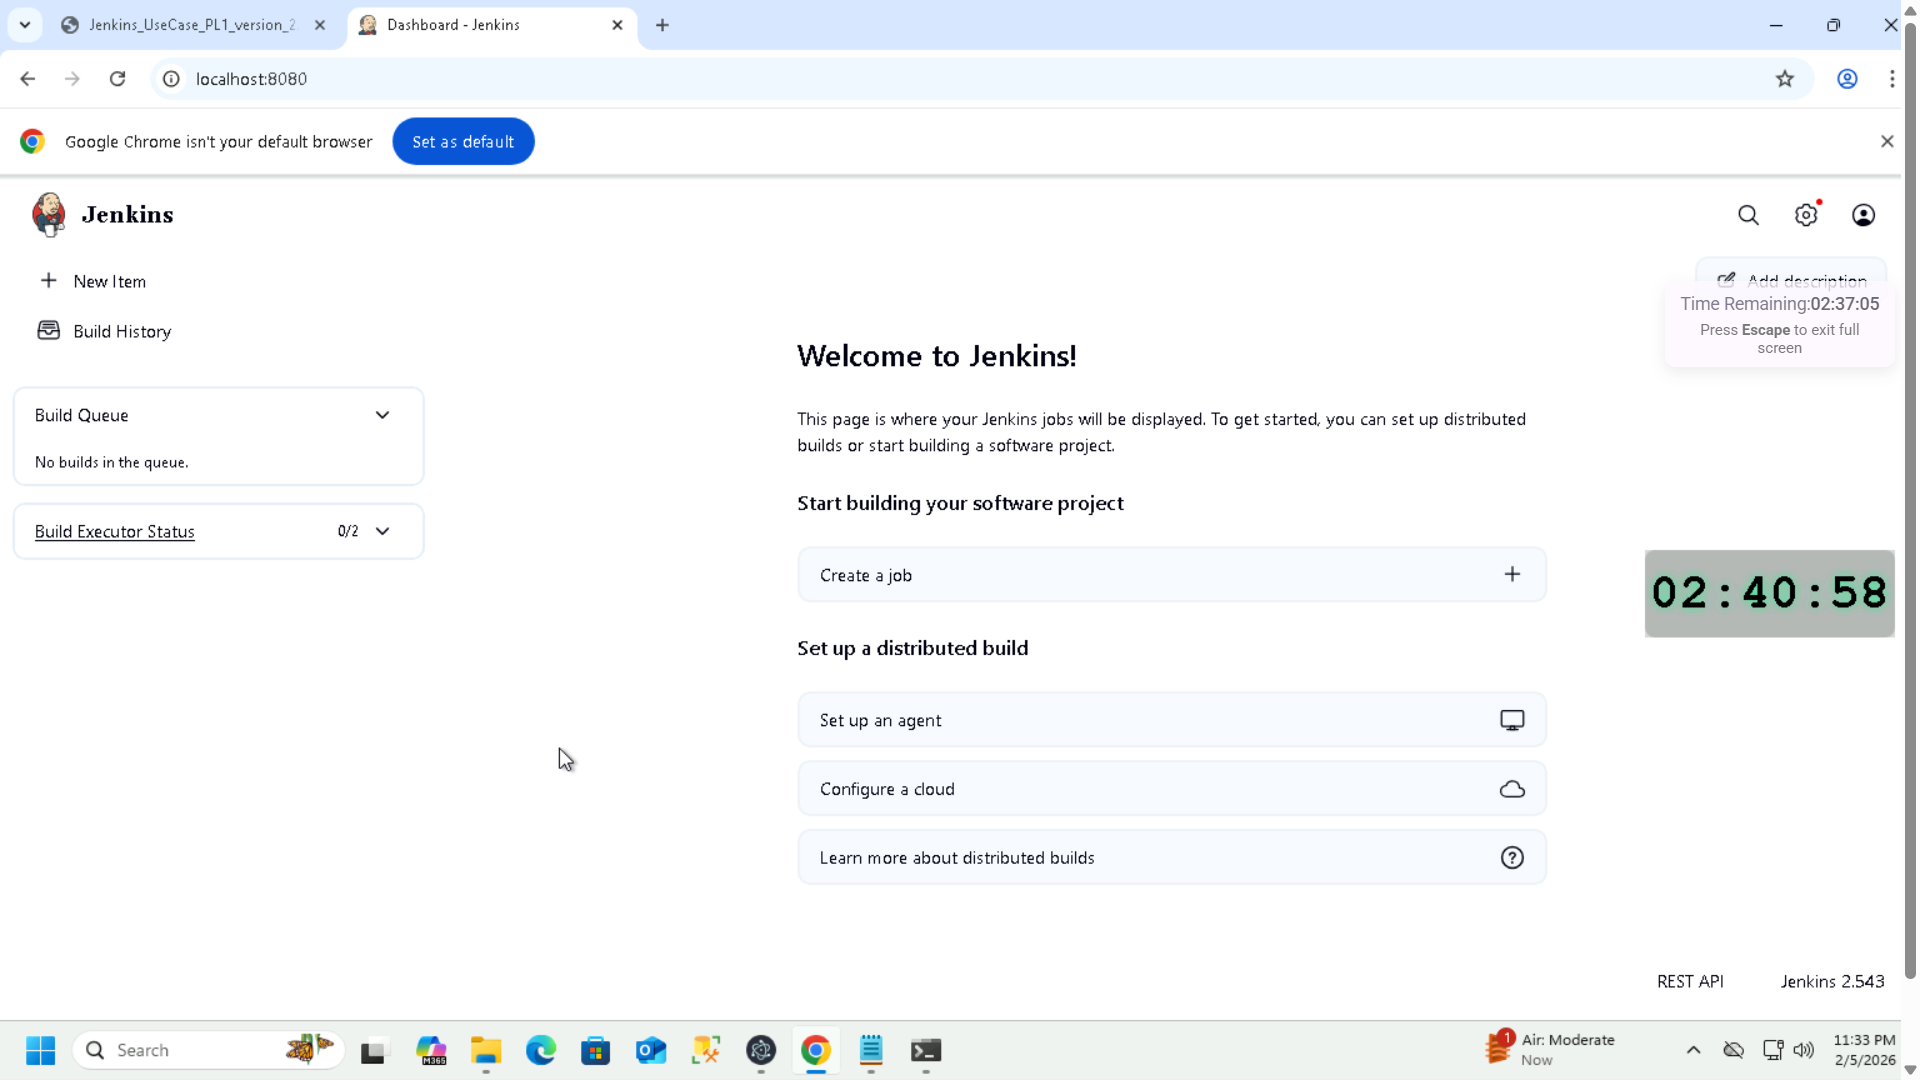 Jenkins_UseCase_PL1_version_2
Dashboard - Jenkins
localhost:8080
Google Chrome isn't your default browser
Set as default
Jenkins
New Item
Add description
Time Remaining:02:37:05
Press Escape to exit full
screen
Build History
Welcome to Jenkins!
Build Queue
This page is where your Jenkins jobs will be displayed. To get started, you can set up distributed
builds or start building a software project.
No builds in the queue.
Start building your software project
Build Executor Status
0/2
Create a job
02:40:58
Set up a distributed build
Set up an agent
Configure a cloud
Learn more about distributed builds
REST API
Jenkins 2.543
Search
M365
1
Air: Moderate
Now
11:33 PM
2/5/2026